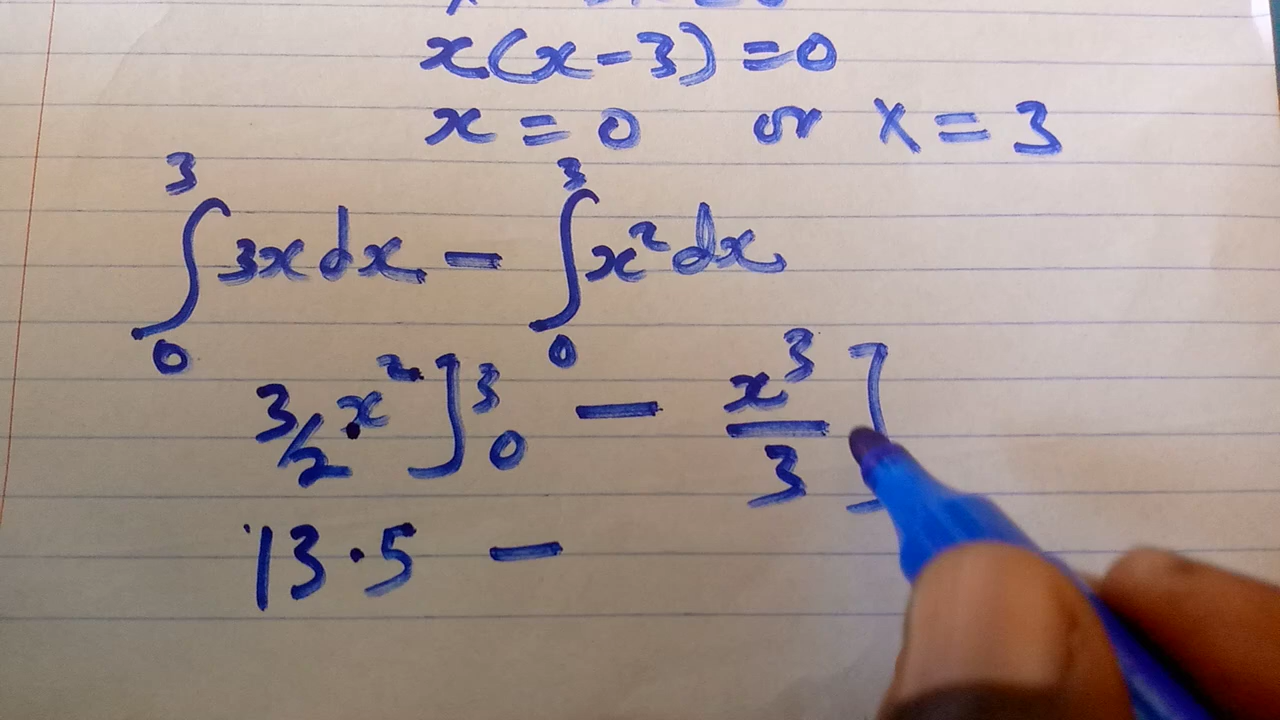 x(x-3)=0
x = 0 or x = 3
∫₀³ 3x dx - ∫₀³ x² dx
3/2 x²]₀³ - x³/3 ]
13.5 -